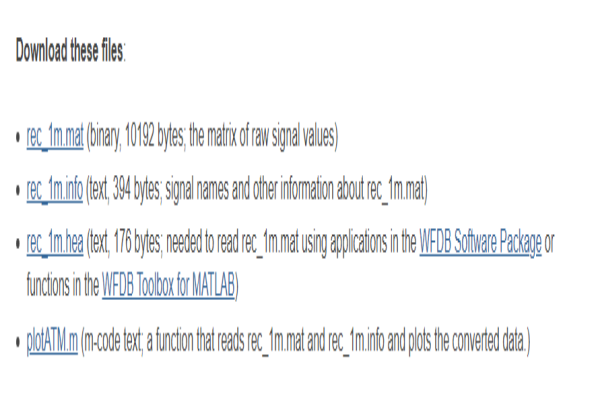 Download these files:
• rec_1m.mat (binary, 10192 bytes; the matrix of raw signal values)
• rec_1m.info (text, 394 bytes; signal names and other information about rec_1m.mat)
• rec_1m.hea (text, 176 bytes; needed to read rec_1m.mat using applications in the WFDB Software Package or
functions in the WFDB Toolbox for MATLAB)
• plotATM.m (m-code text; a function that reads rec_1m.mat and rec_1m.info and plots the converted data.)